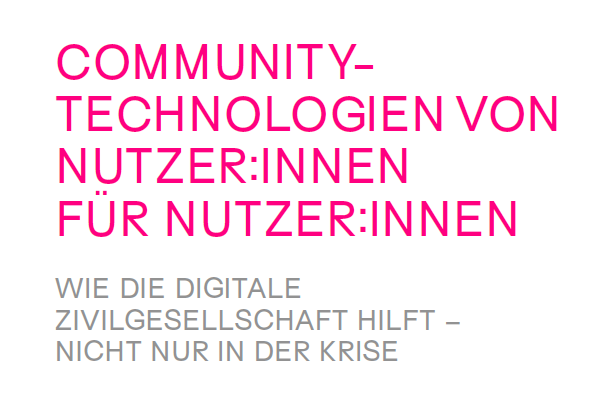 COMMUNITY-
TECHNOLOGIEN VON
NUTZER:INNEN
FÜR NUTZER:INNEN
WIE DIE DIGITALE
ZIVILGESELLSCHAFT HILFT –
NICHT NUR IN DER KRISE